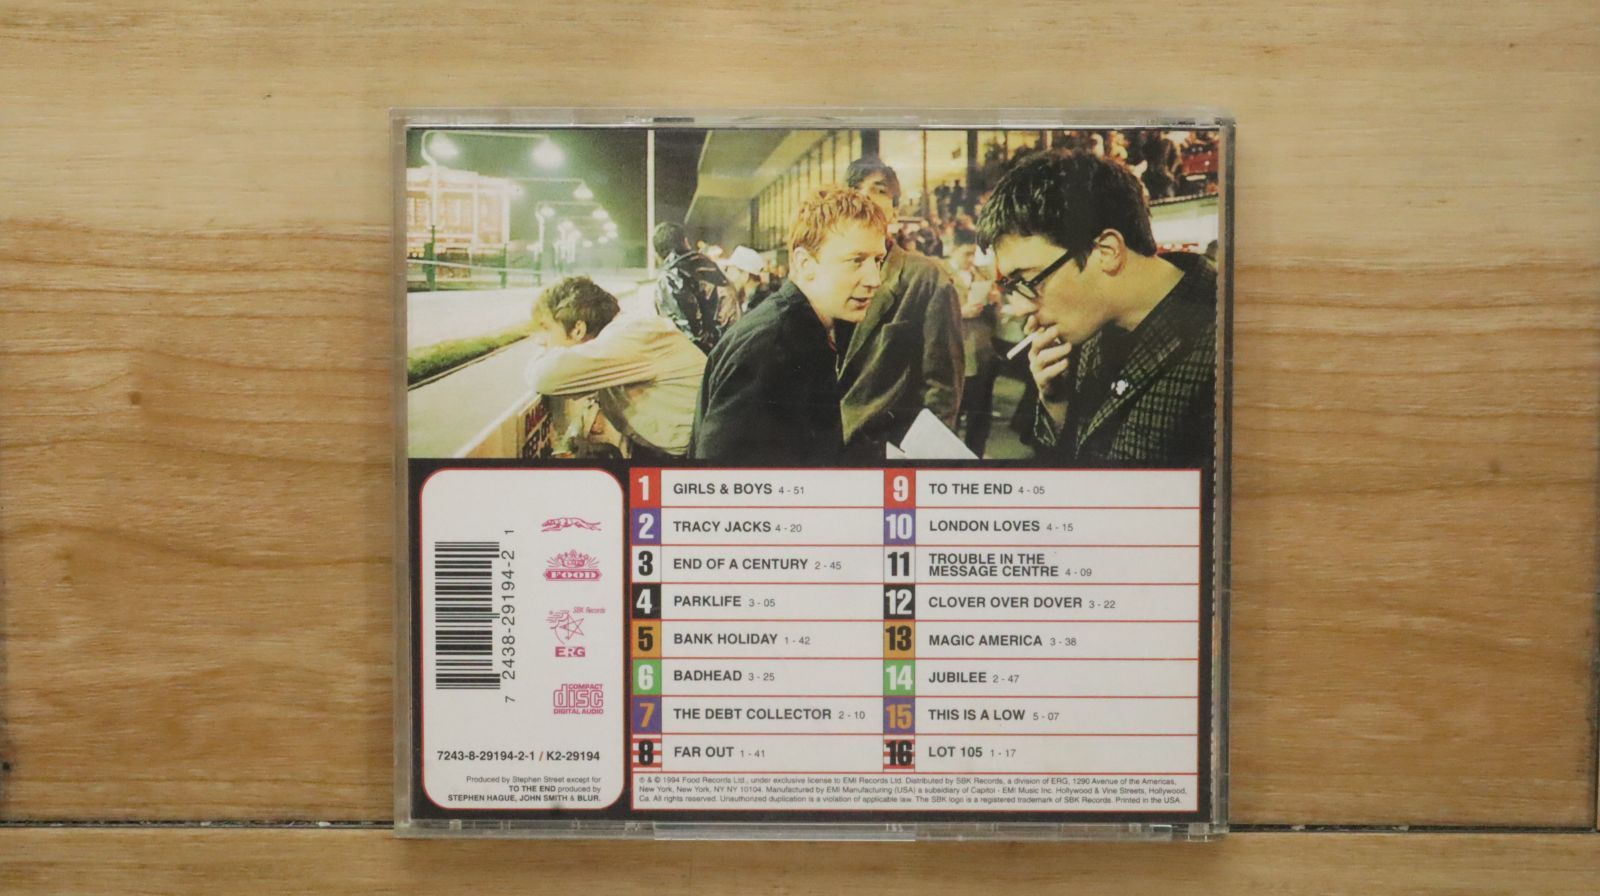 1 GIRLS & BOYS 4 - 51
2 TRACY JACKS 4 - 20
3 END OF A CENTURY 2 - 45
4 PARKLIFE 3 - 05
5 BANK HOLIDAY 1 - 42
6 BADHEAD 3 - 25
7 THE DEBT COLLECTOR 2 - 10
8 FAR OUT 1 - 41
9 TO THE END 4 - 05
10 LONDON LOVES 4 - 15
11 TROUBLE IN THE
MESSAGE CENTRE 4 - 09
12 CLOVER OVER DOVER 3 - 22
13 MAGIC AMERICA 3 - 38
14 JUBILEE 2 - 47
15 THIS IS A LOW 5 - 07
16 LOT 105 1 - 17
7 2438-29194-2 1
FOOD
SBK Records
ERG
COMPACT
disc
DIGITAL AUDIO
7243-8-29194-2-1 / K2-29194
Produced by Stephen Street except for
TO THE END produced by
STEPHEN HAGUE, JOHN SMITH & BLUR.
℗ & © 1994 Food Records Ltd., under exclusive license to EMI Records Ltd. Distributed by SBK Records, a division of ERG, 1290 Avenue of the Americas,
New York, New York, NY NY 10104. Manufactured by EMI Manufacturing (USA) a subsidiary of Capitol - EMI Music Inc. Hollywood & Vine Streets, Hollywood,
Ca. All rights reserved. Unauthorized duplication is a violation of applicable law. The SBK logo is a registered trademark of SBK Records. Printed in the USA.